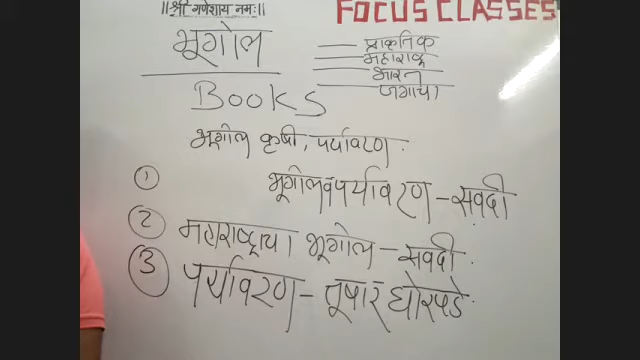 ॥श्री गणेशाय नमः॥
FOCUS CLASSES
भूगोल
प्राकृतिक
महाराष्ट्र
भारत
जगाचा
Books
भूगोल कृषी, पर्यावरण.
① भूगोल व पर्यावरण - सवदी
② महाराष्ट्राचा भूगोल - सवदी.
③ पर्यावरण - तूषार घोरपडे.